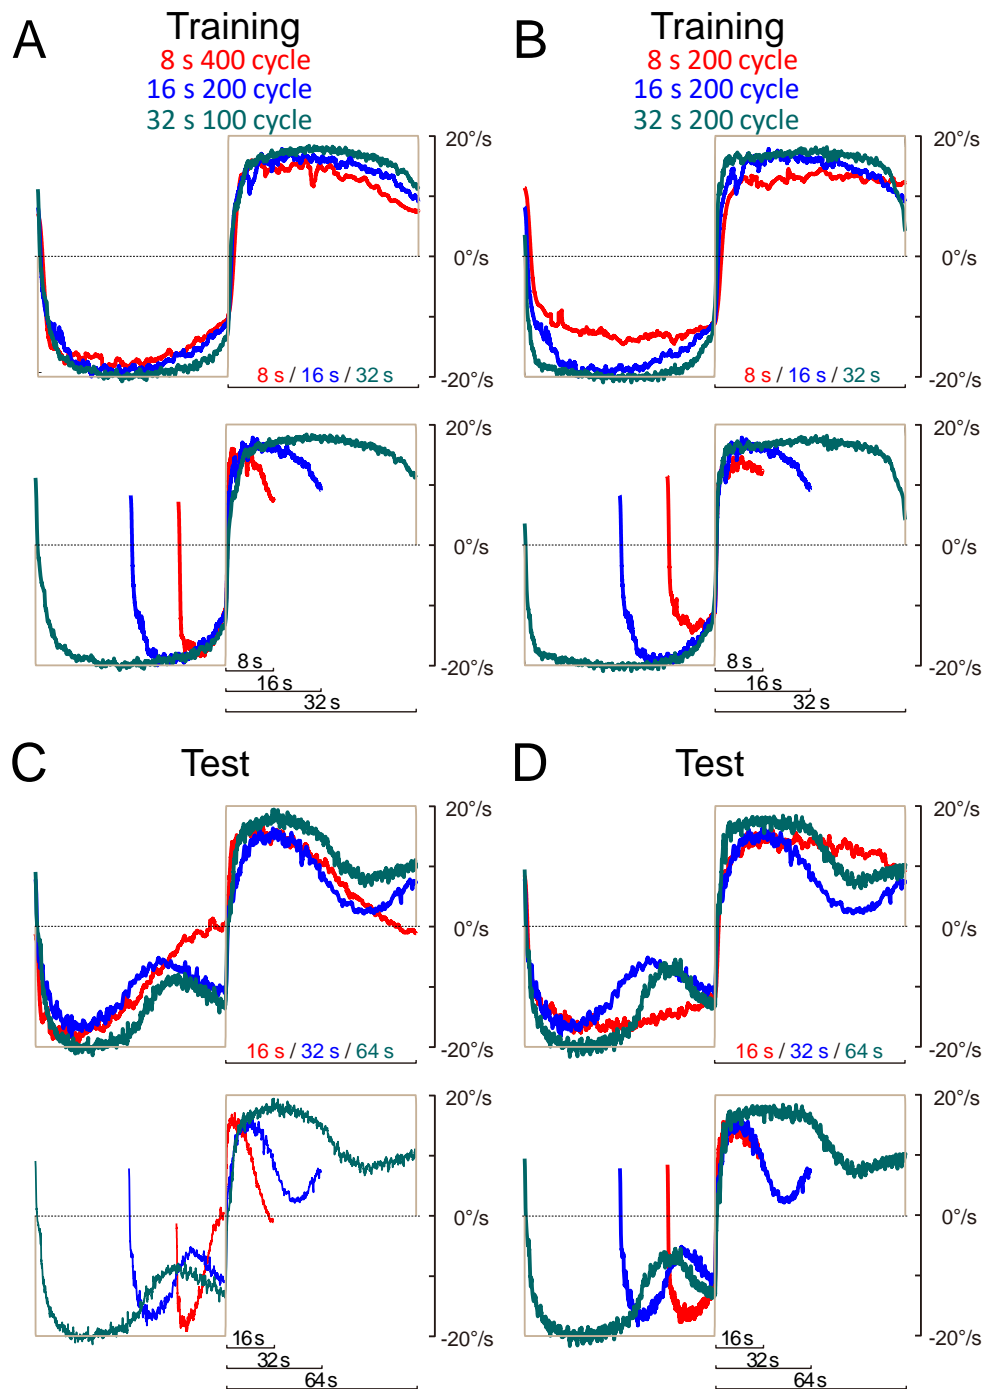 A
Training
8 s 400 cycle
16 s 200 cycle
32 s 100 cycle
20°/s
0°/s
-20°/s
8 s / 16 s / 32 s
20°/s
0°/s
-20°/s
8 s
16 s
32 s
B
Training
8 s 200 cycle
16 s 200 cycle
32 s 200 cycle
20°/s
0°/s
-20°/s
8 s / 16 s / 32 s
20°/s
0°/s
-20°/s
8 s
16 s
32 s
C
Test
20°/s
0°/s
-20°/s
16 s / 32 s / 64 s
20°/s
0°/s
-20°/s
16 s
32 s
64 s
D
Test
20°/s
0°/s
-20°/s
16 s / 32 s / 64 s
20°/s
0°/s
-20°/s
16 s
32 s
64 s